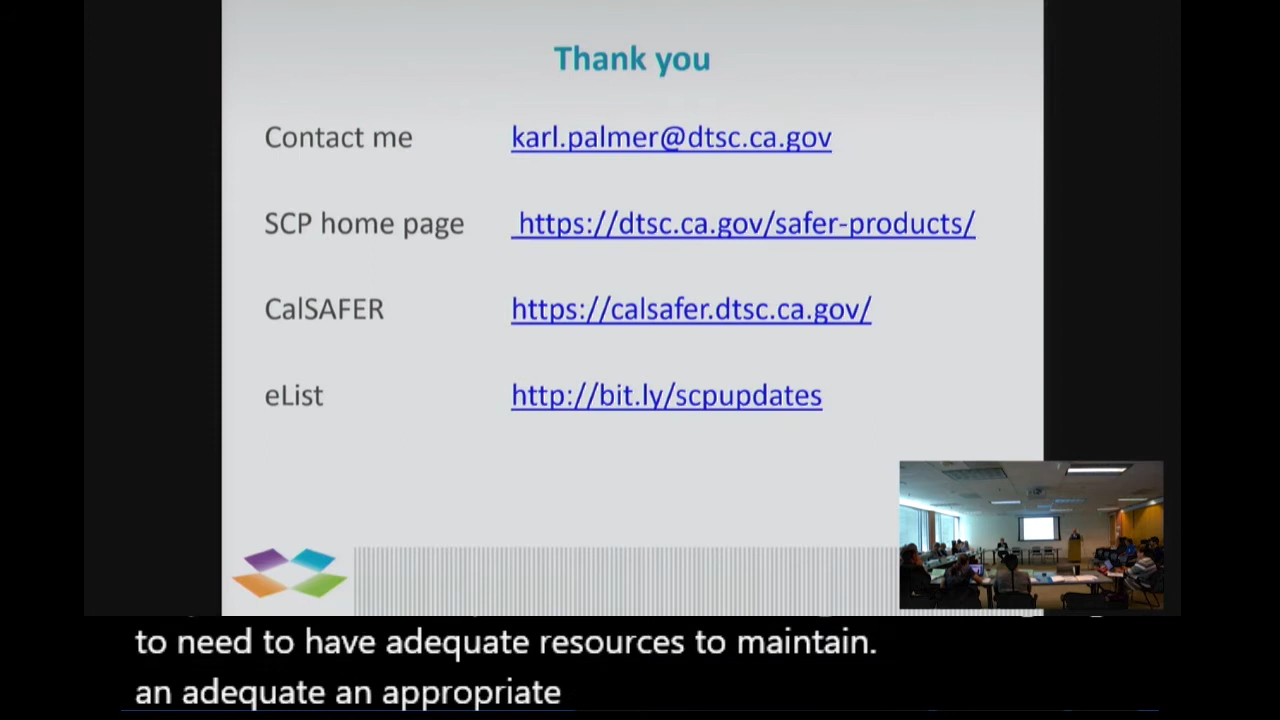 Thank you
Contact me karl.palmer@dtsc.ca.gov
SCP home page https://dtsc.ca.gov/safer-products/
CalSAFER https://calsafer.dtsc.ca.gov/
eList http://bit.ly/scpupdates
to need to have adequate resources to maintain.
an adequate an appropriate